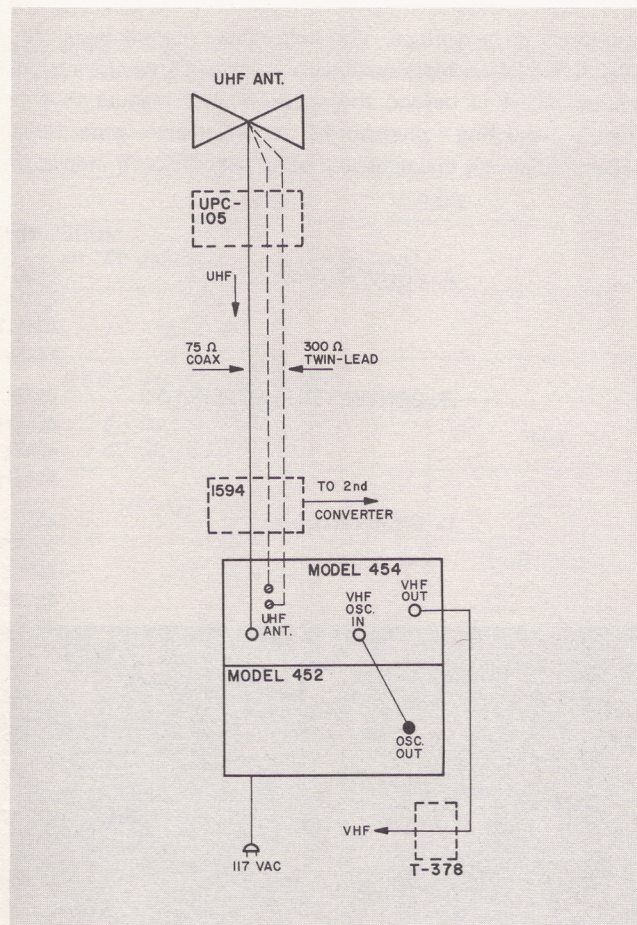 UHF ANT.
UPC-
105
UHF
75 Ω
COAX
300 Ω
TWIN-LEAD
1594
TO 2nd
CONVERTER
MODEL 454
VHF
OUT
VHF
OSC.
IN
UHF
ANT.
MODEL 452
OSC.
OUT
VHF
117 VAC
T-378